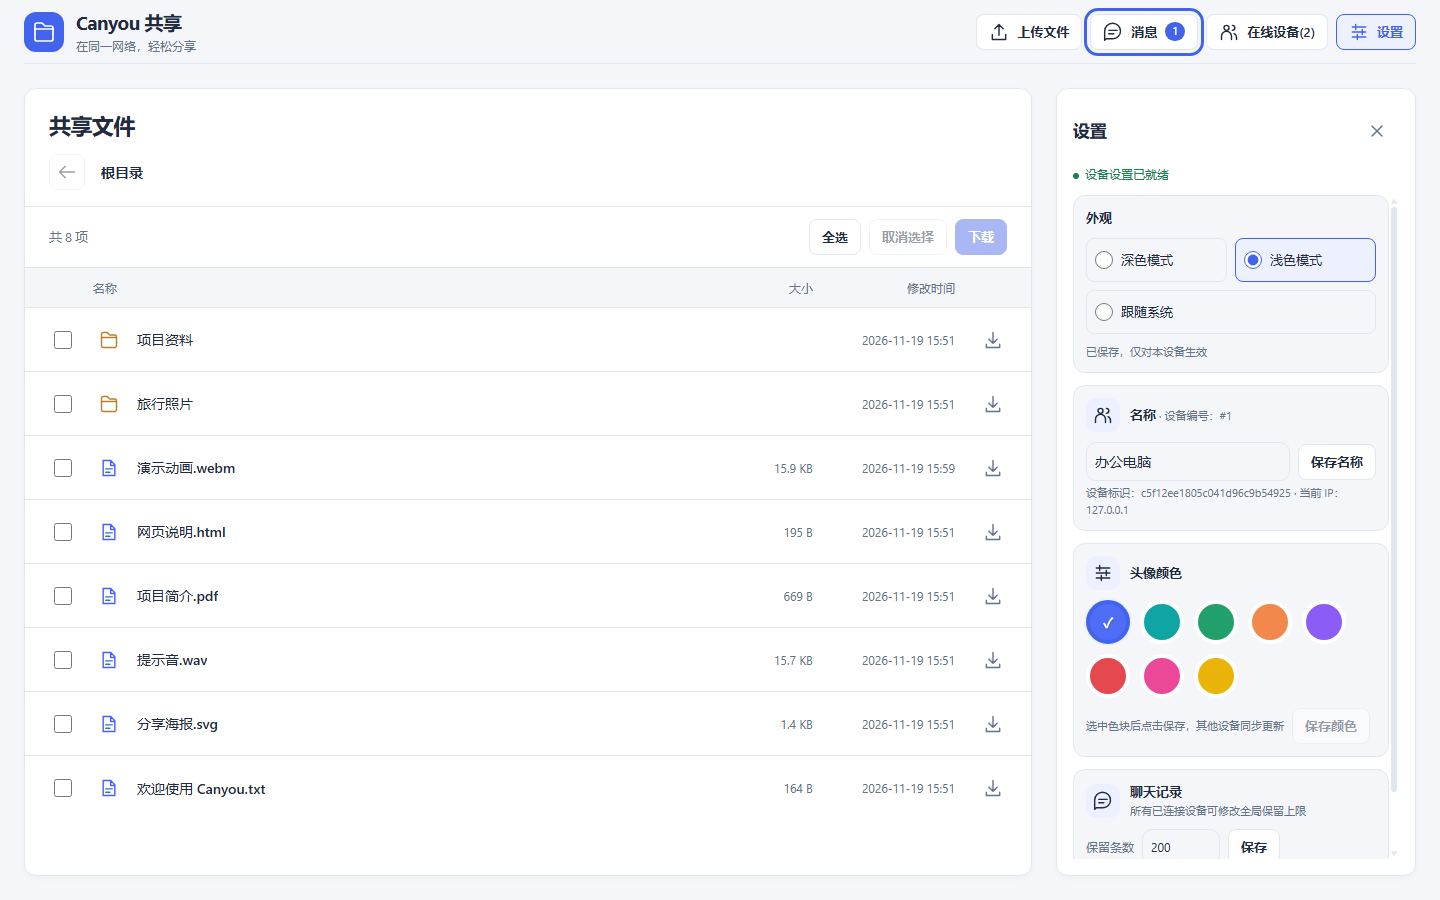 Canyou 共享
在同一网络，轻松分享
上传文件
消息 1
在线设备(2)
设置
共享文件
根目录
共 8 项
全选
取消选择
下载
名称 大小 修改时间
项目资料 2026-11-19 15:51
旅行照片 2026-11-19 15:51
演示动画.webm 15.9 KB 2026-11-19 15:59
网页说明.html 195 B 2026-11-19 15:51
项目简介.pdf 669 B 2026-11-19 15:51
提示音.wav 15.7 KB 2026-11-19 15:51
分享海报.svg 1.4 KB 2026-11-19 15:51
欢迎使用 Canyou.txt 164 B 2026-11-19 15:51
设置
设备设置已就绪
外观
深色模式
浅色模式
跟随系统
已保存，仅对本设备生效
名称 · 设备编号：#1
办公电脑
保存名称
设备标识：c5f12ee1805c041d96c9b54925 · 当前 IP：
127.0.0.1
头像颜色
选中色块后点击保存，其他设备同步更新
保存颜色
聊天记录
所有已连接设备可修改全局保留上限
保留条数 200 保存